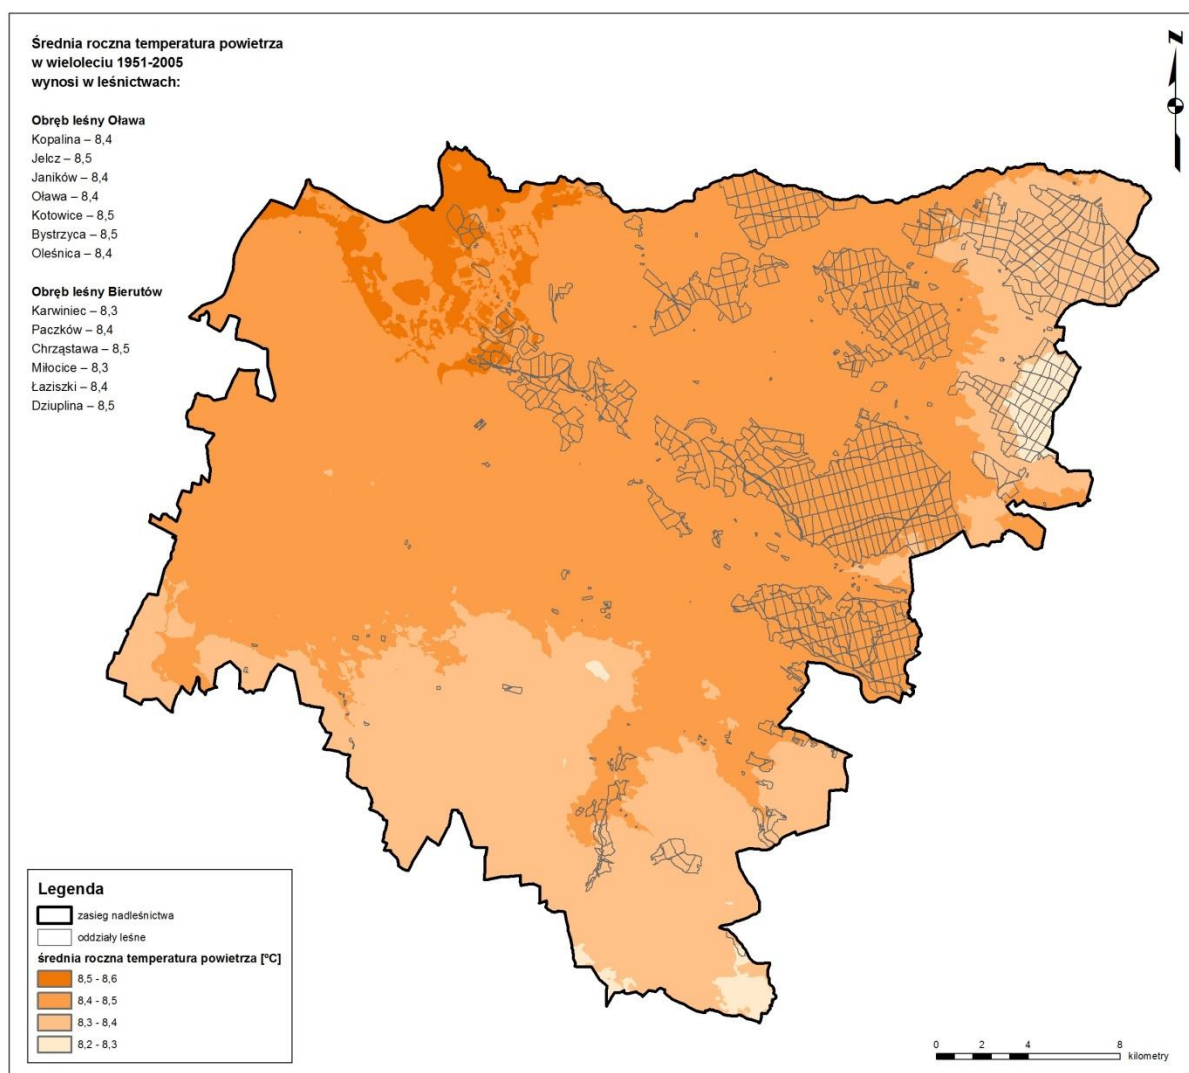 Średnia roczna temperatura powietrza
w wieloleciu 1951-2005
wynosi w leśnictwach:
Obręb leśny Oława
Kopalina – 8,4
Jelcz – 8,5
Janików – 8,4
Oława – 8,4
Kotowice – 8,5
Bystrzyca – 8,5
Oleśnica – 8,4
Obręb leśny Bierutów
Karwiniec – 8,3
Paczków – 8,4
Chrząstawa – 8,5
Miłocice – 8,3
Łaziszki – 8,4
Dziuplina – 8,5
N
Legenda
zasieg nadleśnictwa
oddziały leśne
średnia roczna temperatura powietrza [°C]
8,5 - 8,6
8,4 - 8,5
8,3 - 8,4
8,2 - 8,3
0 2 4 8
kilometry